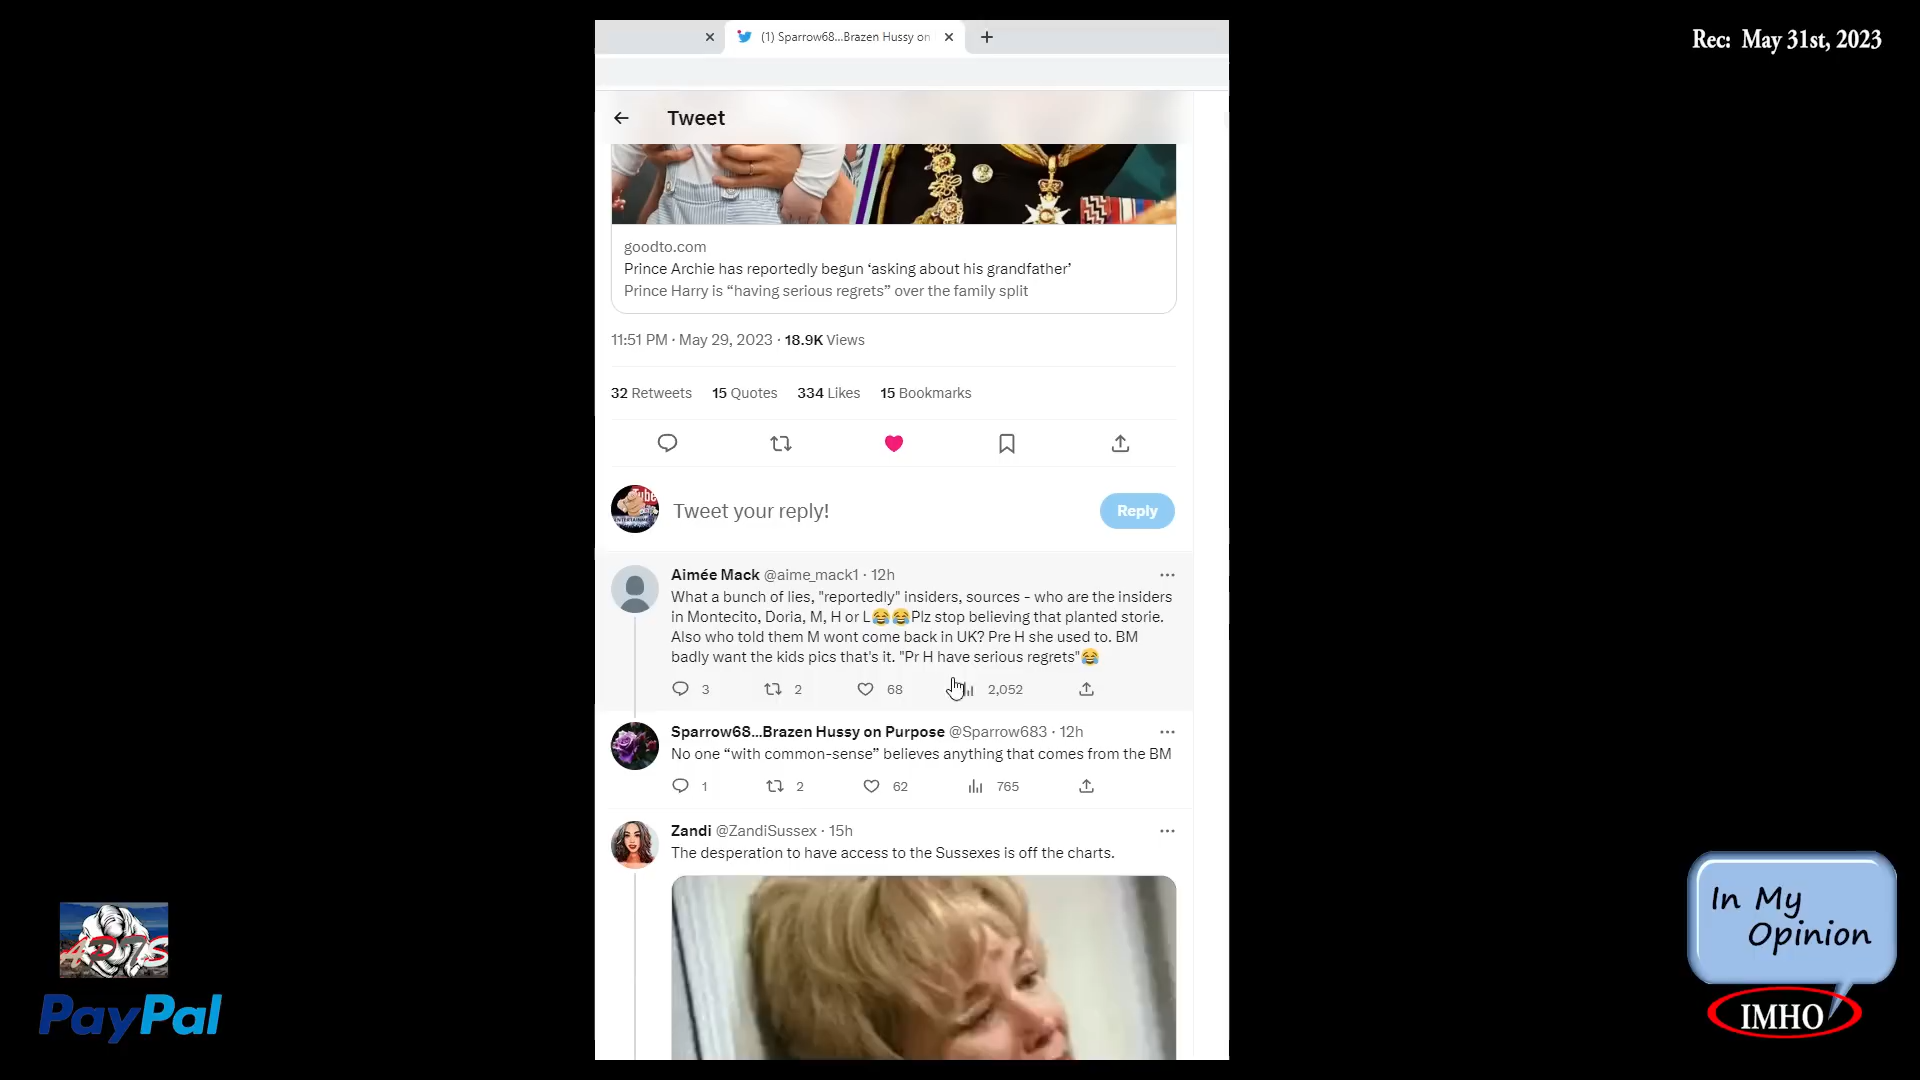 (1) Sparrow68...Brazen Hussy on
Rec: May 31st, 2023
Tweet
goodto.com
Prince Archie has reportedly begun ‘asking about his grandfather’
Prince Harry is “having serious regrets” over the family split
11:51 PM · May 29, 2023 · 18.9K Views
32 Retweets 15 Quotes 334 Likes 15 Bookmarks
Tweet your reply!
Reply
Aimée Mack @aime_mack1 · 12h
What a bunch of lies, "reportedly" insiders, sources - who are the insiders
in Montecito, Doria, M, H or L😂😂Plz stop believing that planted storie.
Also who told them M wont come back in UK? Pre H she used to. BM
badly want the kids pics that's it. "Pr H have serious regrets"😂
3 2 68 2,052
Sparrow68...Brazen Hussy on Purpose @Sparrow683 · 12h
No one “with common-sense” believes anything that comes from the BM
1 2 62 765
Zandi @ZandiSussex · 15h
The desperation to have access to the Sussexes is off the charts.
PayPal
In My
Opinion
IMHO